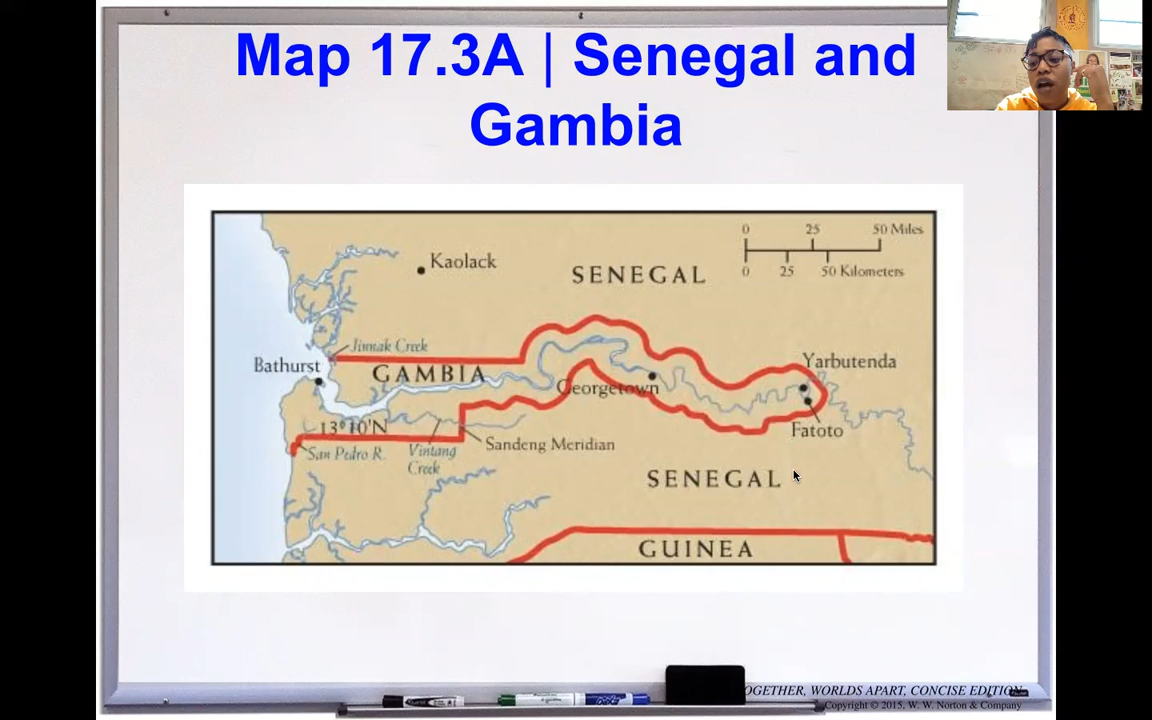 Map 17.3A | Senegal and
Gambia
0 25 50 Miles
0 25 50 Kilometers
Kaolack
SENEGAL
Jinnak Creek
Bathurst
GAMBIA
Yarbutenda
Georgetown
13°10'N
Fatoto
San Pedro R.
Vintang
Creek
Sandeng Meridian
SENEGAL
GUINEA
OGETHER, WORLDS APART, CONCISE EDITION
Copyright © 2015, W. W. Norton & Company